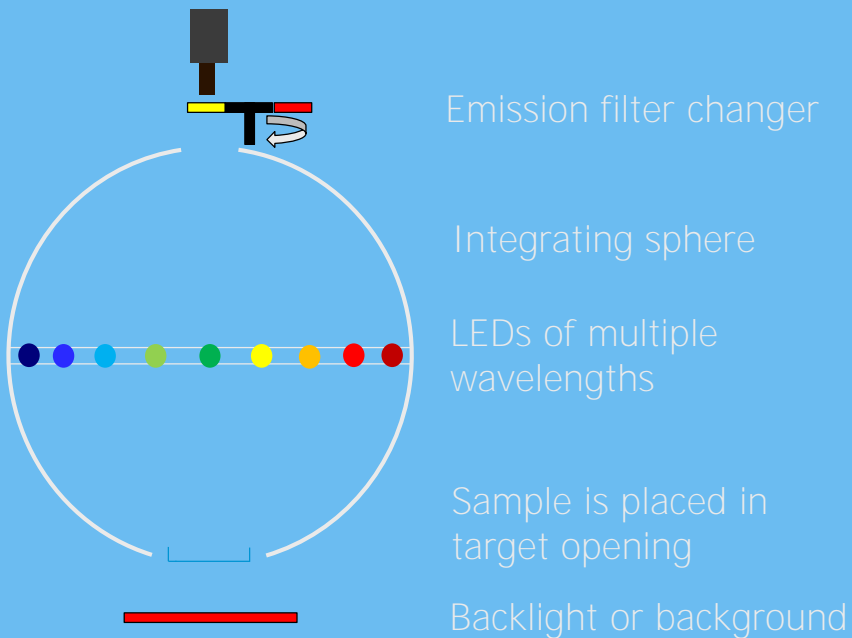 Emission filter changer
Integrating sphere
LEDs of multiple
wavelengths
Sample is placed in
target opening
Backlight or background